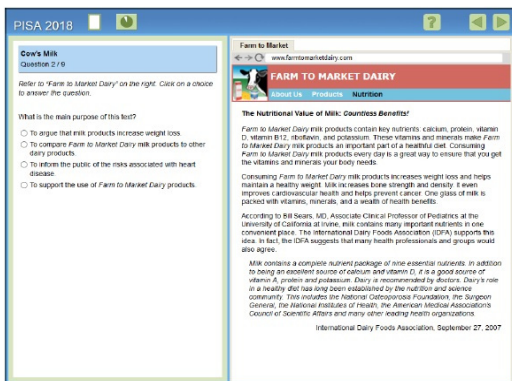 PISA 2018
?
Cow's Milk
Question 2 / 9
Refer to "Farm to Market Dairy" on the right. Click on a choice
to answer the question.
What is the main purpose of this text?
To argue that milk products increase weight loss.
To compare Farm to Market Dairy milk products to other
dairy products.
To inform the public of the risks associated with heart
disease.
To support the use of Farm to Market Dairy products.
Farm to Market
www.farmtomarketdairy.com
FARM TO MARKET DAIRY
About Us Products Nutrition
The Nutritional Value of Milk: Countless Benefits!
Farm to Market Dairy milk products contain key nutrients: calcium, protein, vitamin
D, vitamin B12, riboflavin, and potassium. These vitamins and minerals make Farm
to Market Dairy milk products an important part of a healthful diet. Consuming
Farm to Market Dairy milk products every day is a great way to ensure that you get
the vitamins and minerals your body needs.
Consuming Farm to Market Dairy milk products increases weight loss and helps
maintain a healthy weight. Milk increases bone strength and density. It even
improves cardiovascular health and helps prevent cancer. One glass of milk is
packed with vitamins, minerals, and a wealth of health benefits.
According to Bill Sears, MD, Associate Clinical Professor of Pediatrics at the
University of California at Irvine, milk contains many important nutrients in one
convenient place. The International Dairy Foods Association (IDFA) supports this
idea. In fact, the IDFA suggests that many health professionals and groups would
also agree.
Milk contains a complete nutrient package of nine essential nutrients. In addition
to being an excellent source of calcium and vitamin D, it is a good source of
vitamin A, protein and potassium. Dairy is recommended by doctors. Dairy's role
in a healthy diet has long been established by the nutrition and science
community. This includes the National Osteoporosis Foundation, the Surgeon
General, the National Institutes of Health, the American Medical Association's
Council of Scientific Affairs and many other leading health organizations.
International Dairy Foods Association, September 27, 2007